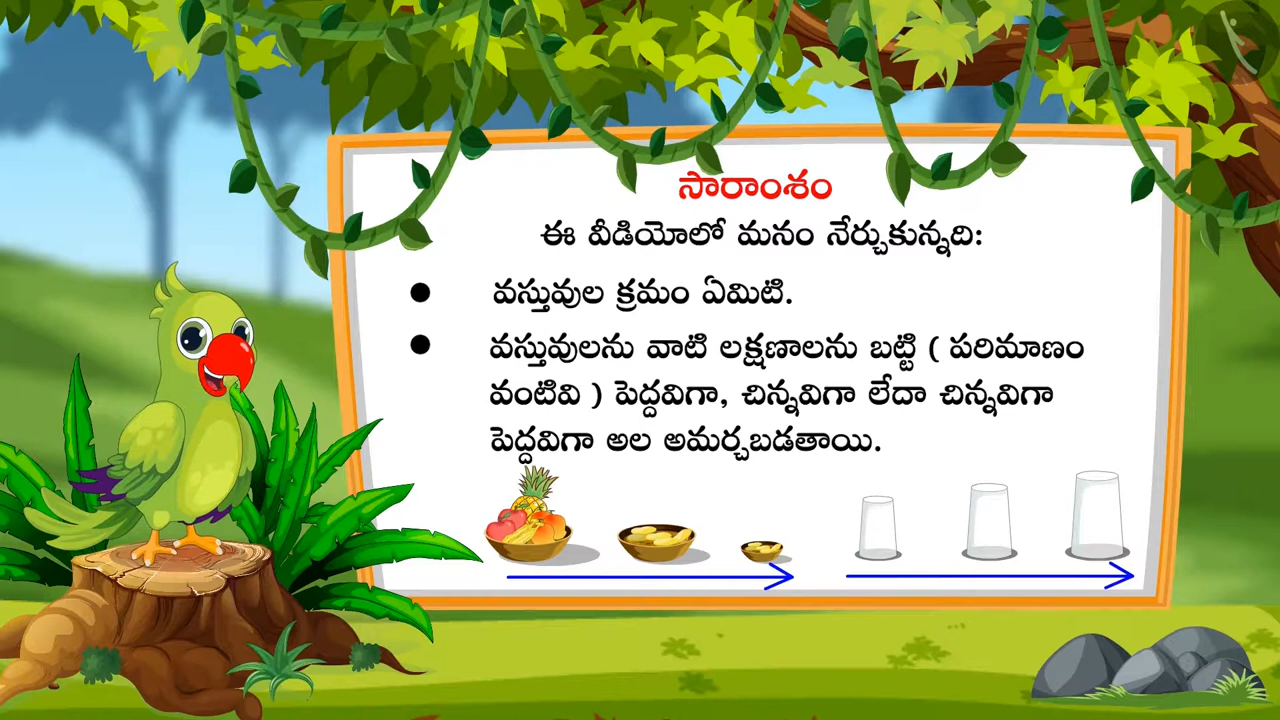 సారాంశం
ఈ వీడియోలో మనం నేర్చుకున్నది:
● వస్తువుల క్రమం ఏమిటి.
● వస్తువులను వాటి లక్షణాలను బట్టి ( పరిమాణం
వంటివి ) పెద్దవిగా, చిన్నవిగా లేదా చిన్నవిగా
పెద్దవిగా అల అమర్చబడతాయి.